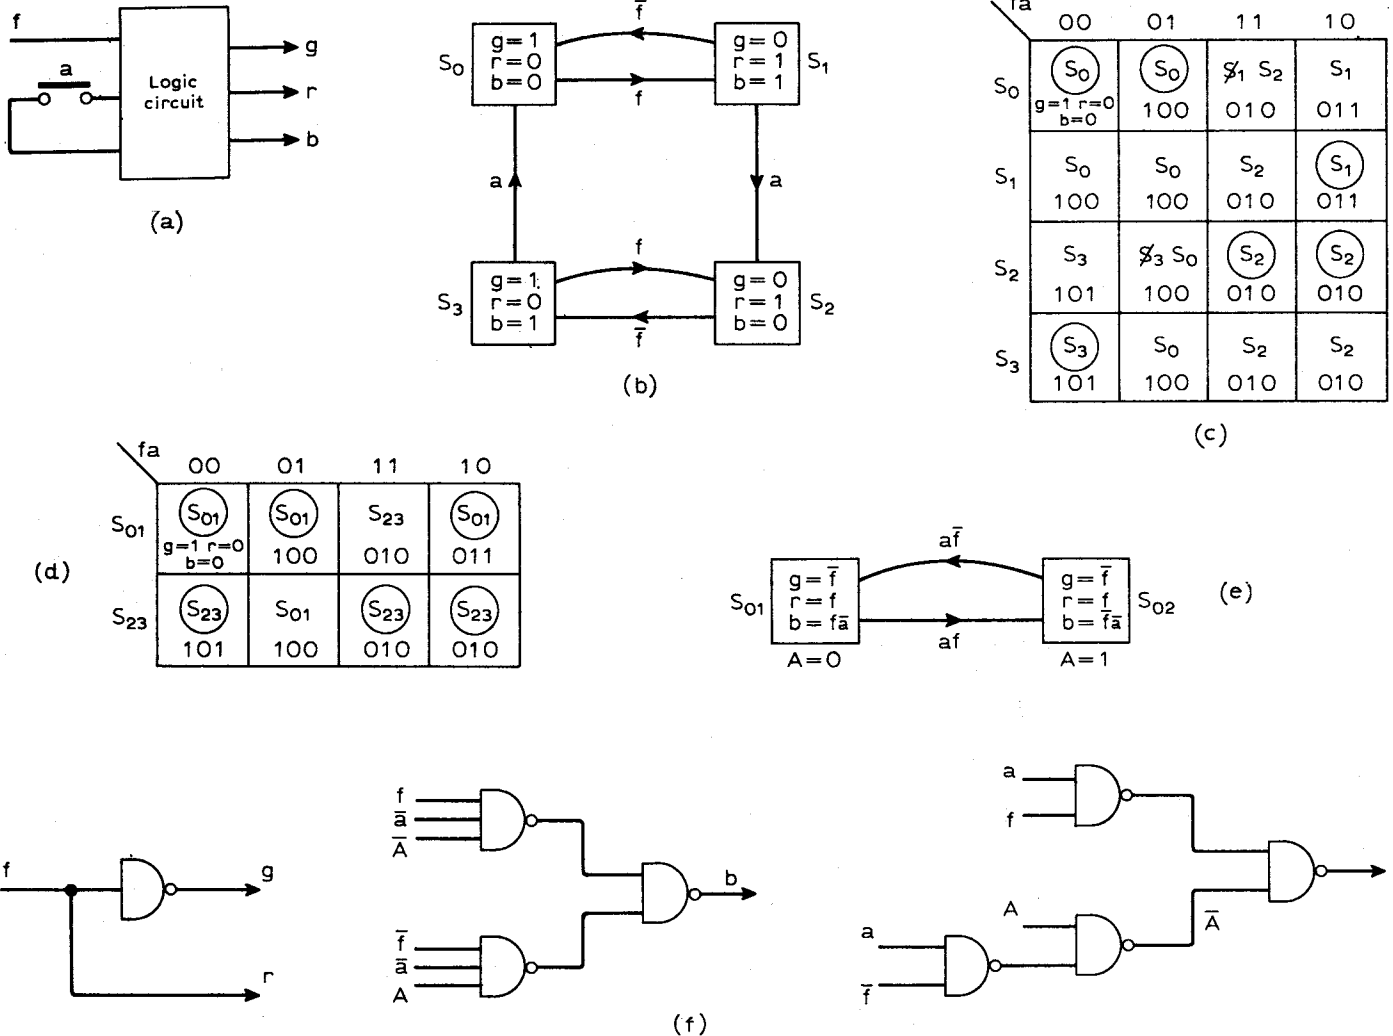 f
a
Logic
circuit
g
r
b
(a)
f̅
S0
g=1
r=0
b=0
g=0
r=1
b=1
S1
f
a
a
f
S3
g=1
r=0
b=1
g=0
r=1
b=0
S2
f̅
(b)
fa
00 01 11 10
S0
S0 S0 S̸1 S2 S1
g=1 r=0
b=0
100 010 011
S1
S0 S0 S2 S1
100 100 010 011
S2
S3 S̸3 S0 S2 S2
101 100 010 010
S3
S3 S0 S2 S2
101 100 010 010
(c)
(d)
fa
00 01 11 10
S01
S01 S01 S23 S01
g=1 r=0
b=0
100 010 011
S23
S23 S01 S23 S23
101 100 010 010
af̅
S01
g=f̅
r=f
b=fa̅
A=0
g=f̅
r=f
b=f̅a̅
A=1
S02
af
(e)
f
g
r
f
a̅
A̅
f̅
a̅
A
b
a
f
A
a
f̅
A̅
(f)